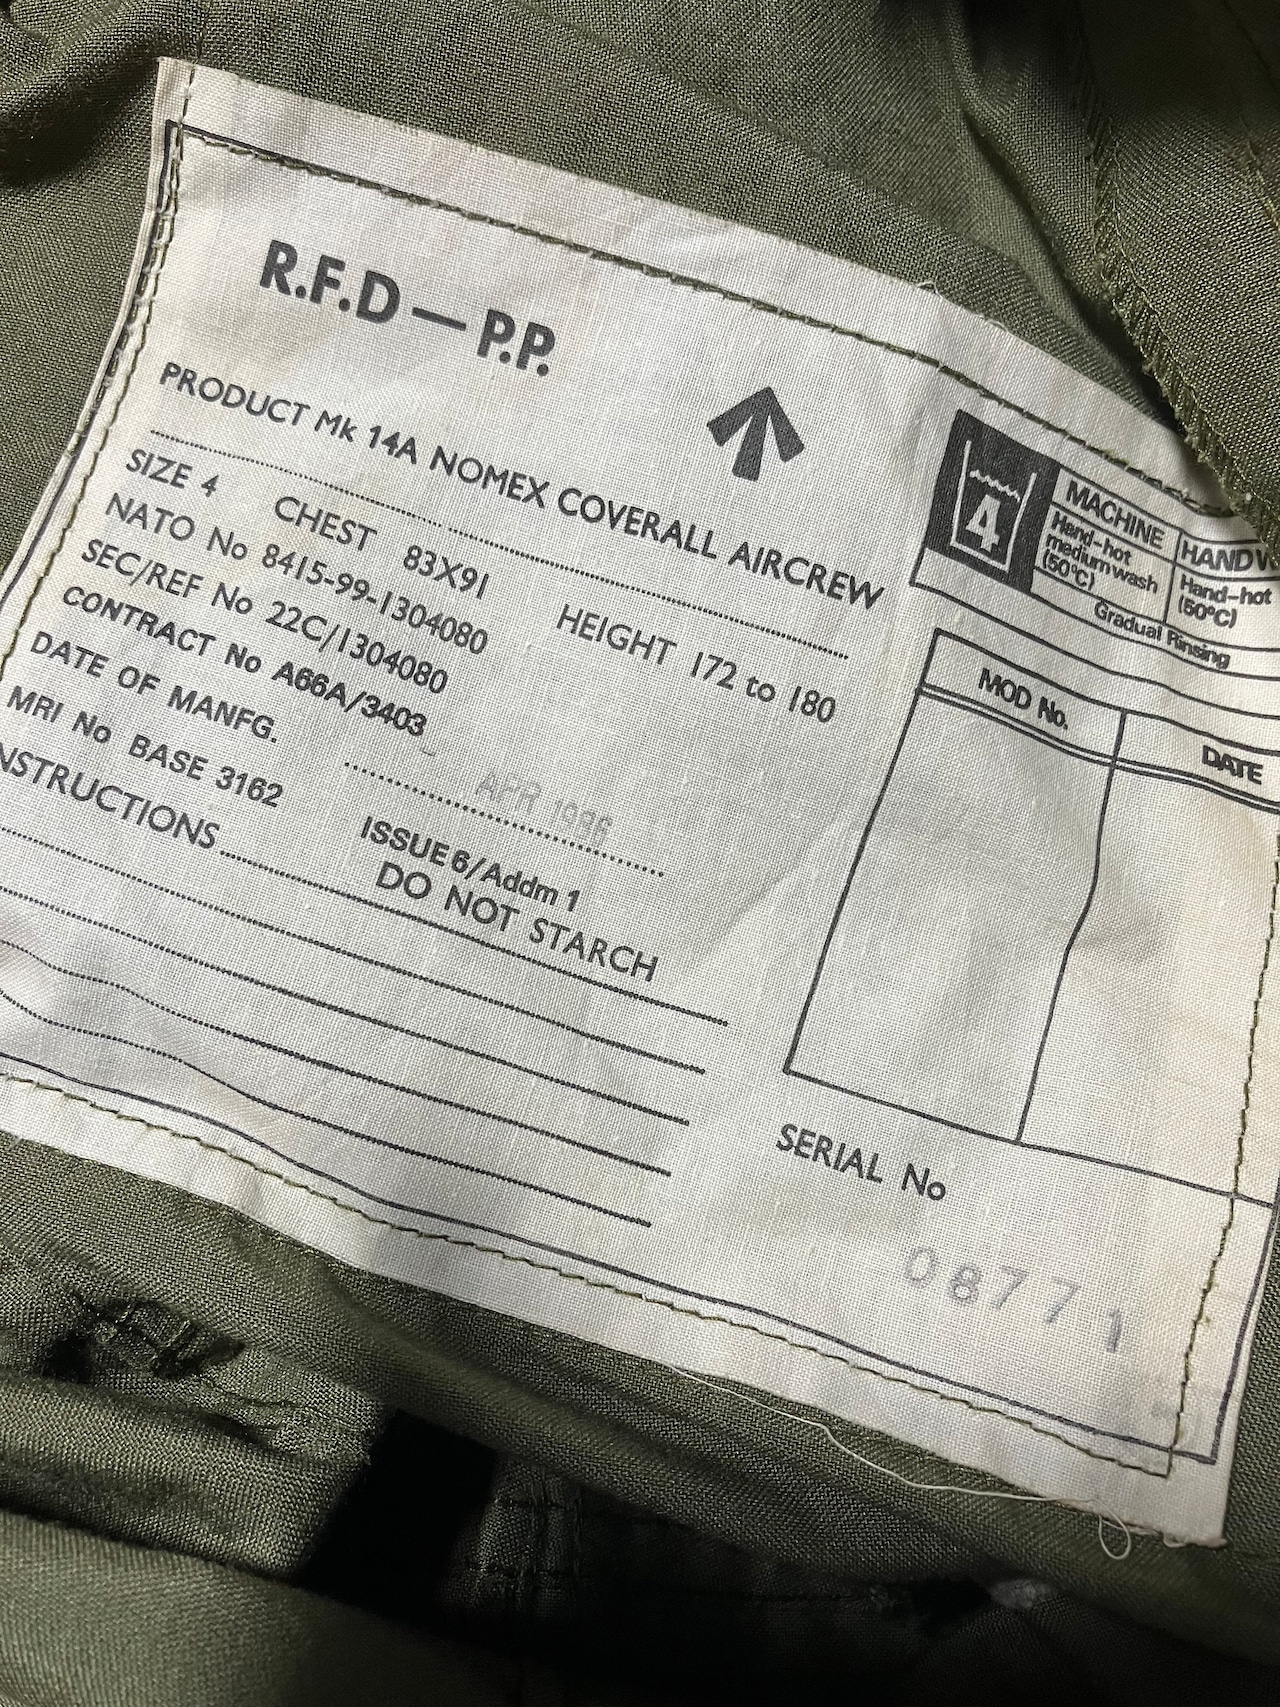 R.F.D — P.P.
PRODUCT Mk 14A NOMEX COVERALL AIRCREW
SIZE 4 CHEST 83X91 HEIGHT 172 to 180
NATO No 8415-99-1304080
SEC/REF No 22C/1304080
CONTRACT No A66A/3403
DATE OF MANFG. APR
MRI No BASE 3162 ISSUE 6/Addm 1
NSTRUCTIONS DO NOT STARCH
4
MACHINE
Hand-hot
medium wash
(50°C)
HAND W
Hand-hot
(50°C)
Gradual Rinsing
MOD No. DATE
SERIAL No
08771